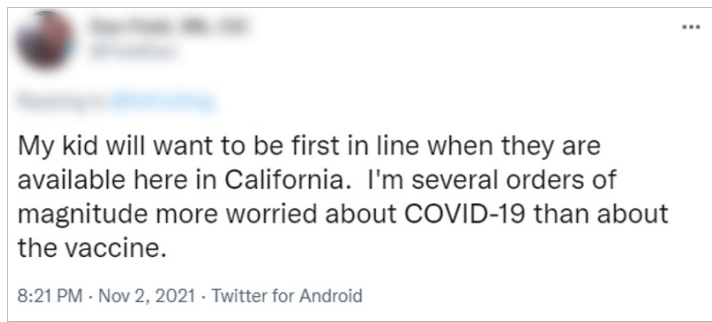 My kid will want to be first in line when they are
available here in California.  I'm several orders of
magnitude more worried about COVID-19 than about
the vaccine.
8:21 PM · Nov 2, 2021 · Twitter for Android